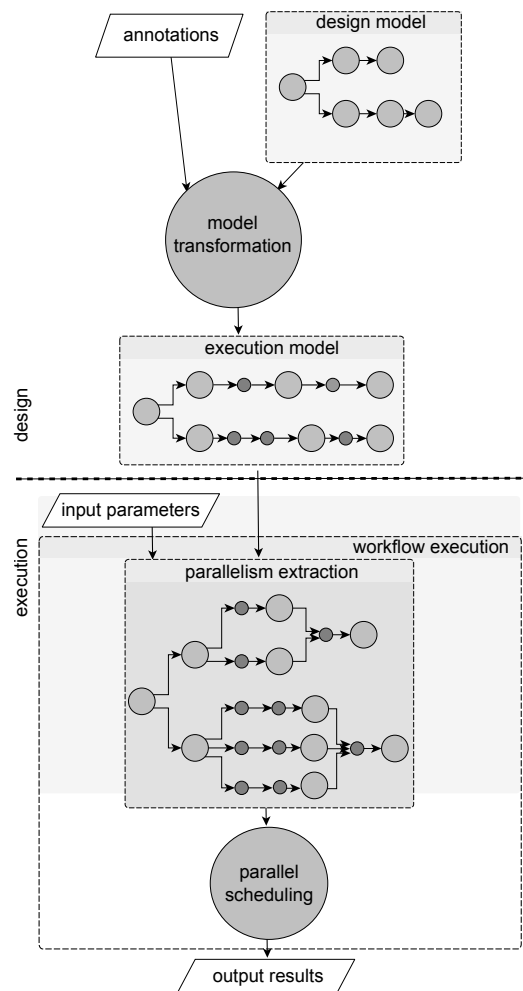 design model
annotations
model
transformation
execution model
design
input parameters
workflow execution
execution
parallelism extraction
parallel
scheduling
output results